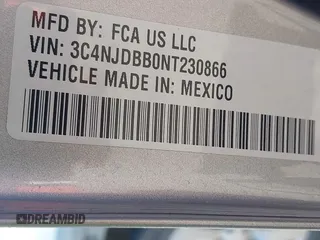 MFD BY: FCA US LLC
VIN: 3C4NJDBB0NT230866
VEHICLE MADE IN: MEXICO
DREAMBID